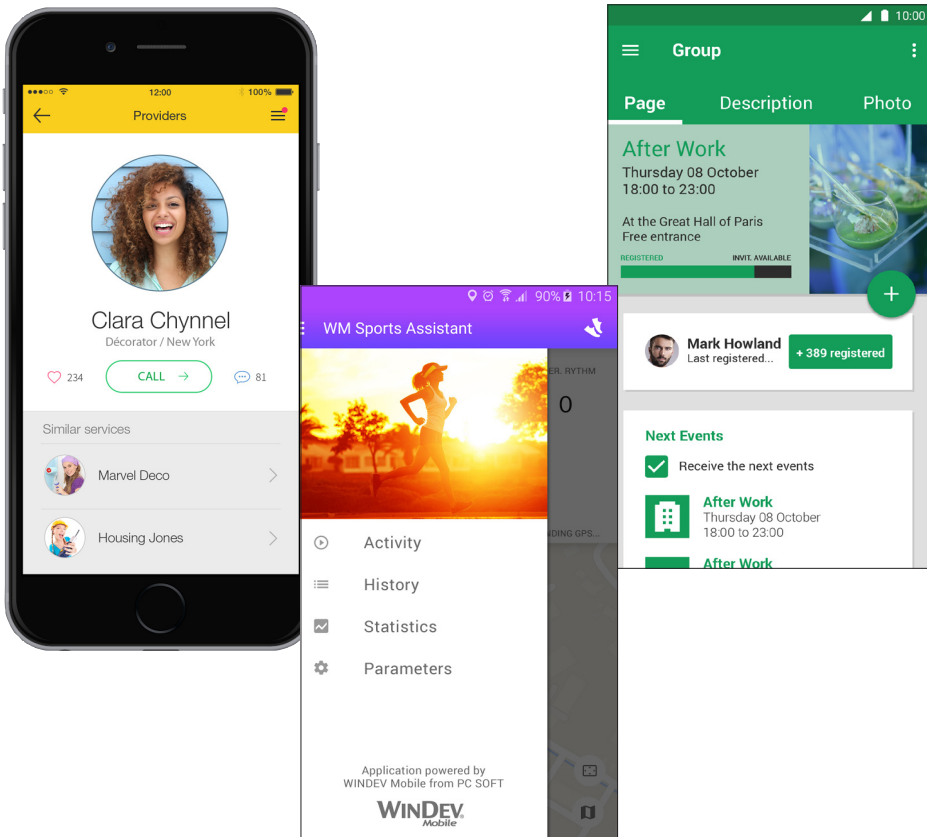 12:00
100%
Providers
Clara Chynnel
Décorator / New York
234
CALL
81
Similar services
Marvel Deco
Housing Jones
90%
10:15
WM Sports Assistant
ER. RYTHM
0
NDING GPS...
Activity
History
Statistics
Parameters
Application powered by
WINDEV Mobile from PC SOFT
WINDEV.
Mobile
10:00
Group
Page Description Photo
After Work
Thursday 08 October
18:00 to 23:00
At the Great Hall of Paris
Free entrance
REGISTERED INVIT. AVAILABLE
+
Mark Howland
Last registered...
+ 389 registered
Next Events
Receive the next events
After Work
Thursday 08 October
18:00 to 23:00
After Work